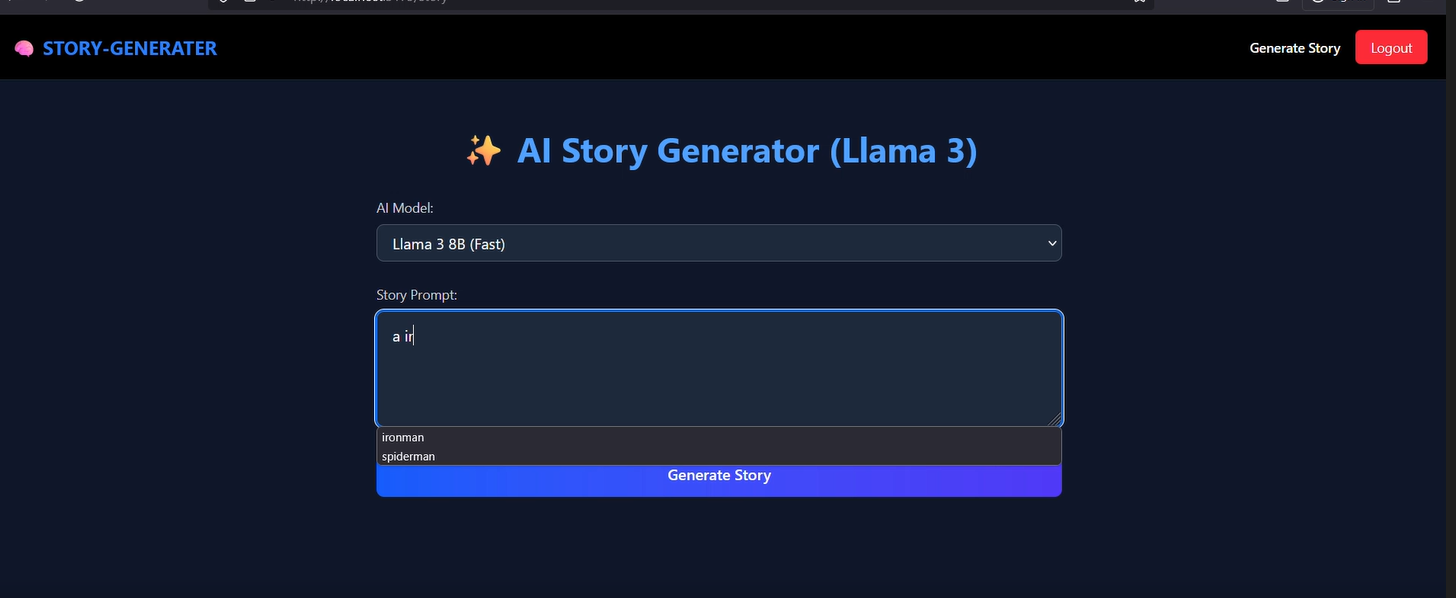 STORY-GENERATER
Generate Story
Logout
AI Story Generator (Llama 3)
AI Model:
Llama 3 8B (Fast)
Story Prompt:
a ir
ironman
spiderman
Generate Story